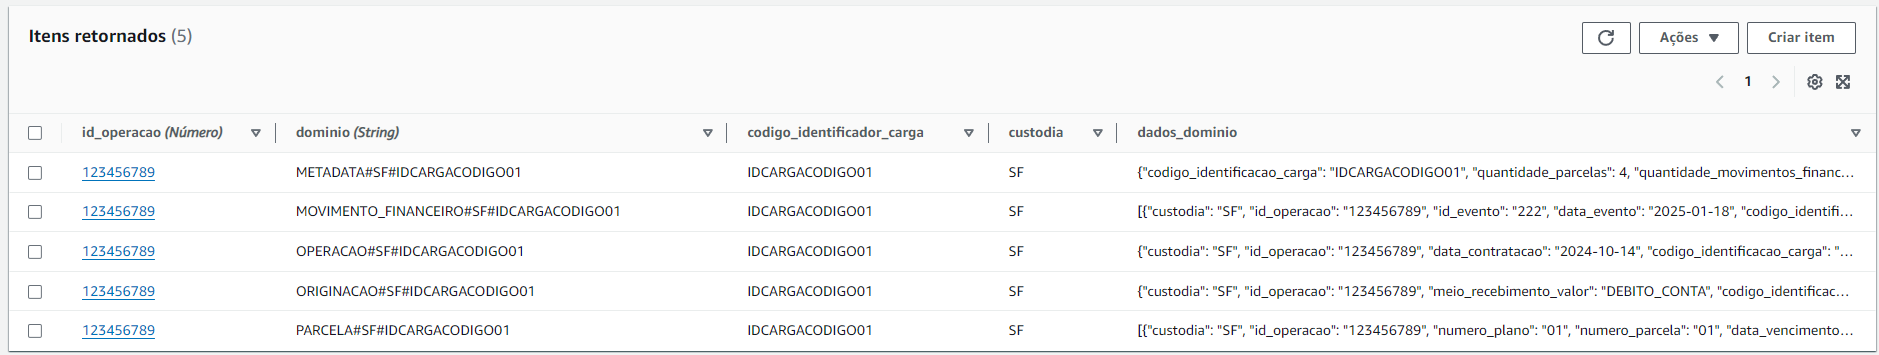 Itens retornados (5)
Ações ▼ Criar item
1
id_operacao (Número) dominio (String) codigo_identificador_carga custodia dados_dominio
123456789 METADATA#SF#IDCARGACODIGO01 IDCARGACODIGO01 SF {"codigo_identificacao_carga": "IDCARGACODIGO01", "quantidade_parcelas": 4, "quantidade_movimentos_financ...
123456789 MOVIMENTO_FINANCEIRO#SF#IDCARGACODIGO01 IDCARGACODIGO01 SF [{"custodia": "SF", "id_operacao": "123456789", "id_evento": "222", "data_evento": "2025-01-18", "codigo_identifi...
123456789 OPERACAO#SF#IDCARGACODIGO01 IDCARGACODIGO01 SF {"custodia": "SF", "id_operacao": "123456789", "data_contratacao": "2024-10-14", "codigo_identificacao_carga": "...
123456789 ORIGINACAO#SF#IDCARGACODIGO01 IDCARGACODIGO01 SF {"custodia": "SF", "id_operacao": "123456789", "meio_recebimento_valor": "DEBITO_CONTA", "codigo_identificac...
123456789 PARCELA#SF#IDCARGACODIGO01 IDCARGACODIGO01 SF [{"custodia": "SF", "id_operacao": "123456789", "numero_plano": "01", "numero_parcela": "01", "data_vencimento...